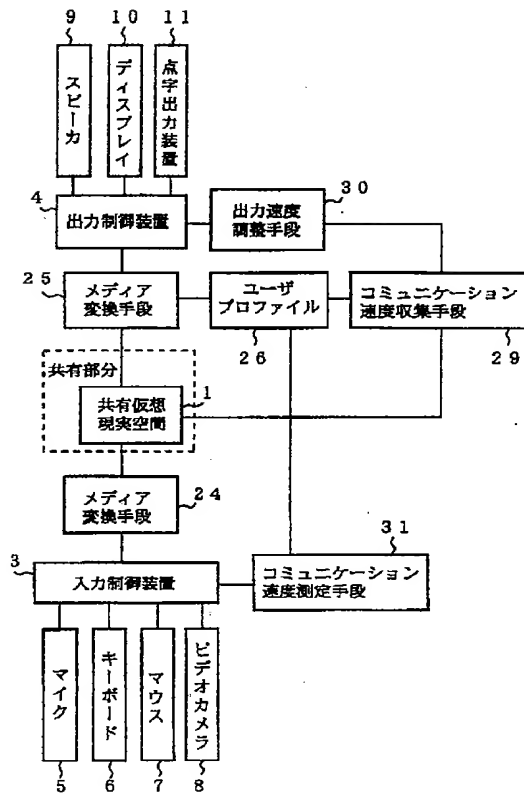 9
10
11
スピーカ
ディスプレイ
点字出力装置
4
出力制御装置
30
出力速度
調整手段
25
メディア
変換手段
ユーザ
プロファイル
26
コミュニケーション
速度収集手段
29
共有部分
1
共有仮想
現実空間
メディア
変換手段
24
3
入力制御装置
31
コミュニケーション
速度測定手段
マイク
キーボード
マウス
ビデオカメラ
5
6
7
8